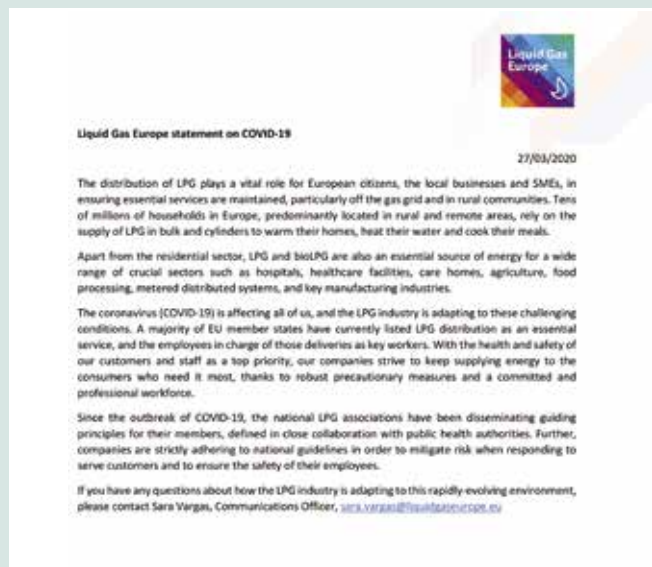 Liquid Gas
Europe
Liquid Gas Europe statement on COVID-19
27/03/2020
The distribution of LPG plays a vital role for European citizens, the local businesses and SMEs, in
ensuring essential services are maintained, particularly off the gas grid and in rural communities. Tens
of millions of households in Europe, predominantly located in rural and remote areas, rely on the
supply of LPG in bulk and cylinders to warm their homes, heat their water and cook their meals.
Apart from the residential sector, LPG and bioLPG are also an essential source of energy for a wide
range of crucial sectors such as hospitals, healthcare facilities, care homes, agriculture, food
processing, metered distributed systems, and key manufacturing industries.
The coronavirus (COVID-19) is affecting all of us, and the LPG industry is adapting to these challenging
conditions. A majority of EU member states have currently listed LPG distribution as an essential
service, and the employees in charge of those deliveries as key workers. With the health and safety of
our customers and staff as a top priority, our companies strive to keep supplying energy to the
consumers who need it most, thanks to robust precautionary measures and a committed and
professional workforce.
Since the outbreak of COVID-19, the national LPG associations have been disseminating guiding
principles for their members, defined in close collaboration with public health authorities. Further,
companies are strictly adhering to national guidelines in order to mitigate risk when responding to
serve customers and to ensure the safety of their employees.
If you have any questions about how the LPG industry is adapting to this rapidly-evolving environment,
please contact Sara Vargas, Communications Officer, sara.vargas@liquidgaseurope.eu